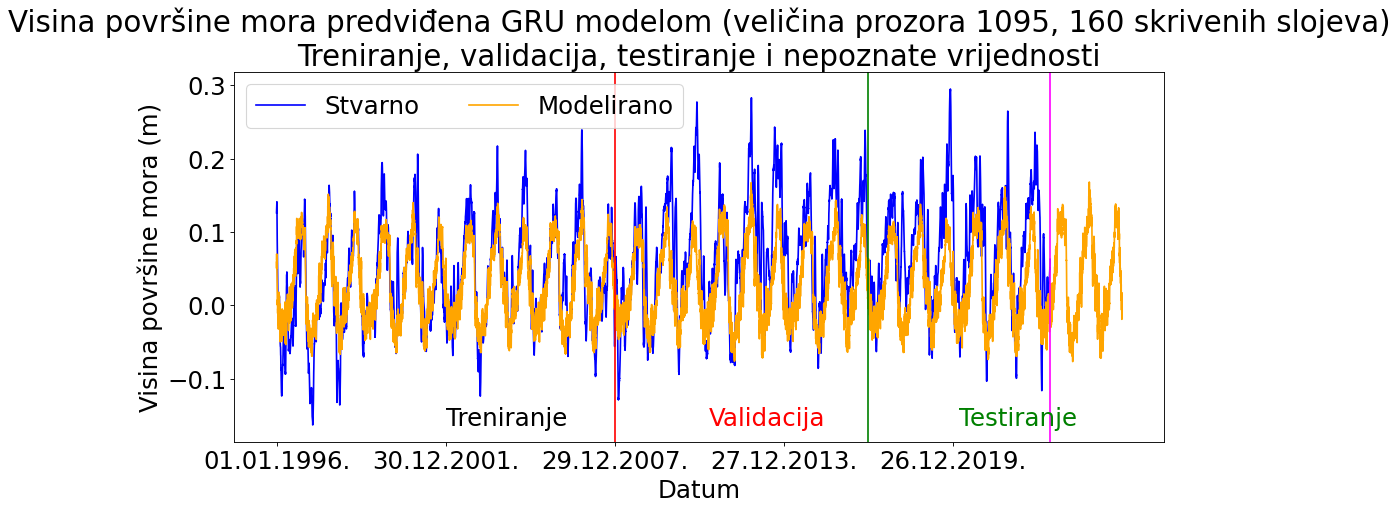 Visina površine mora predviđena GRU modelom (veličina prozora 1095, 160 skrivenih slojeva)
Treniranje, validacija, testiranje i nepoznate vrijednosti
Stvarno Modelirano
Visina površine mora (m)
0.3
0.2
0.1
0.0
−0.1
Treniranje Validacija Testiranje
01.01.1996. 30.12.2001. 29.12.2007. 27.12.2013. 26.12.2019.
Datum